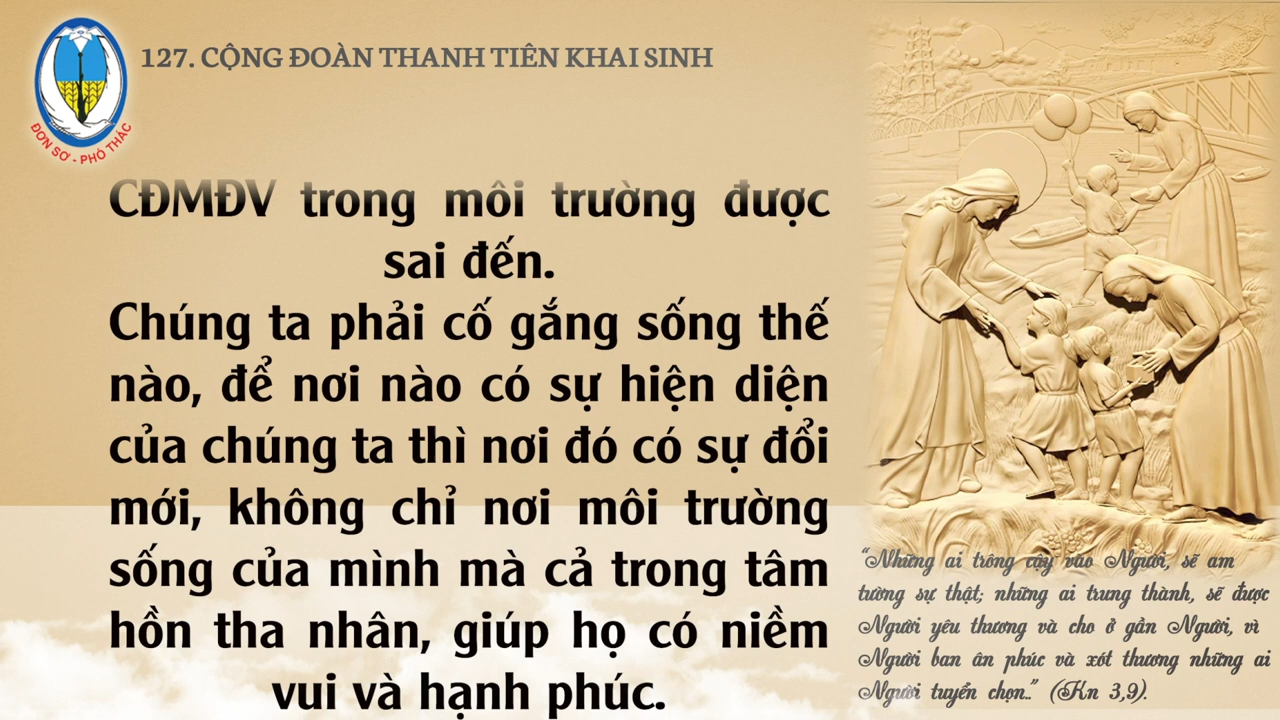 127. CỘNG ĐOÀN THANH TIÊN KHAI SINH
ĐƠN SƠ - PHÓ THÁC
CĐMĐV trong môi trường được
sai đến.
Chúng ta phải cố gắng sống thế
nào, để nơi nào có sự hiện diện
của chúng ta thì nơi đó có sự đổi
mới, không chỉ nơi môi trường
sống của mình mà cả trong tâm
hồn tha nhân, giúp họ có niềm
vui và hạnh phúc.
“Những ai trông cậy vào Người, sẽ am
tường sự thật; những ai trung thành, sẽ được
Người yêu thương và cho ở gần Người, vì
Người ban ân phúc và xót thương những ai
Người tuyển chọn..” (Kn 3,9).